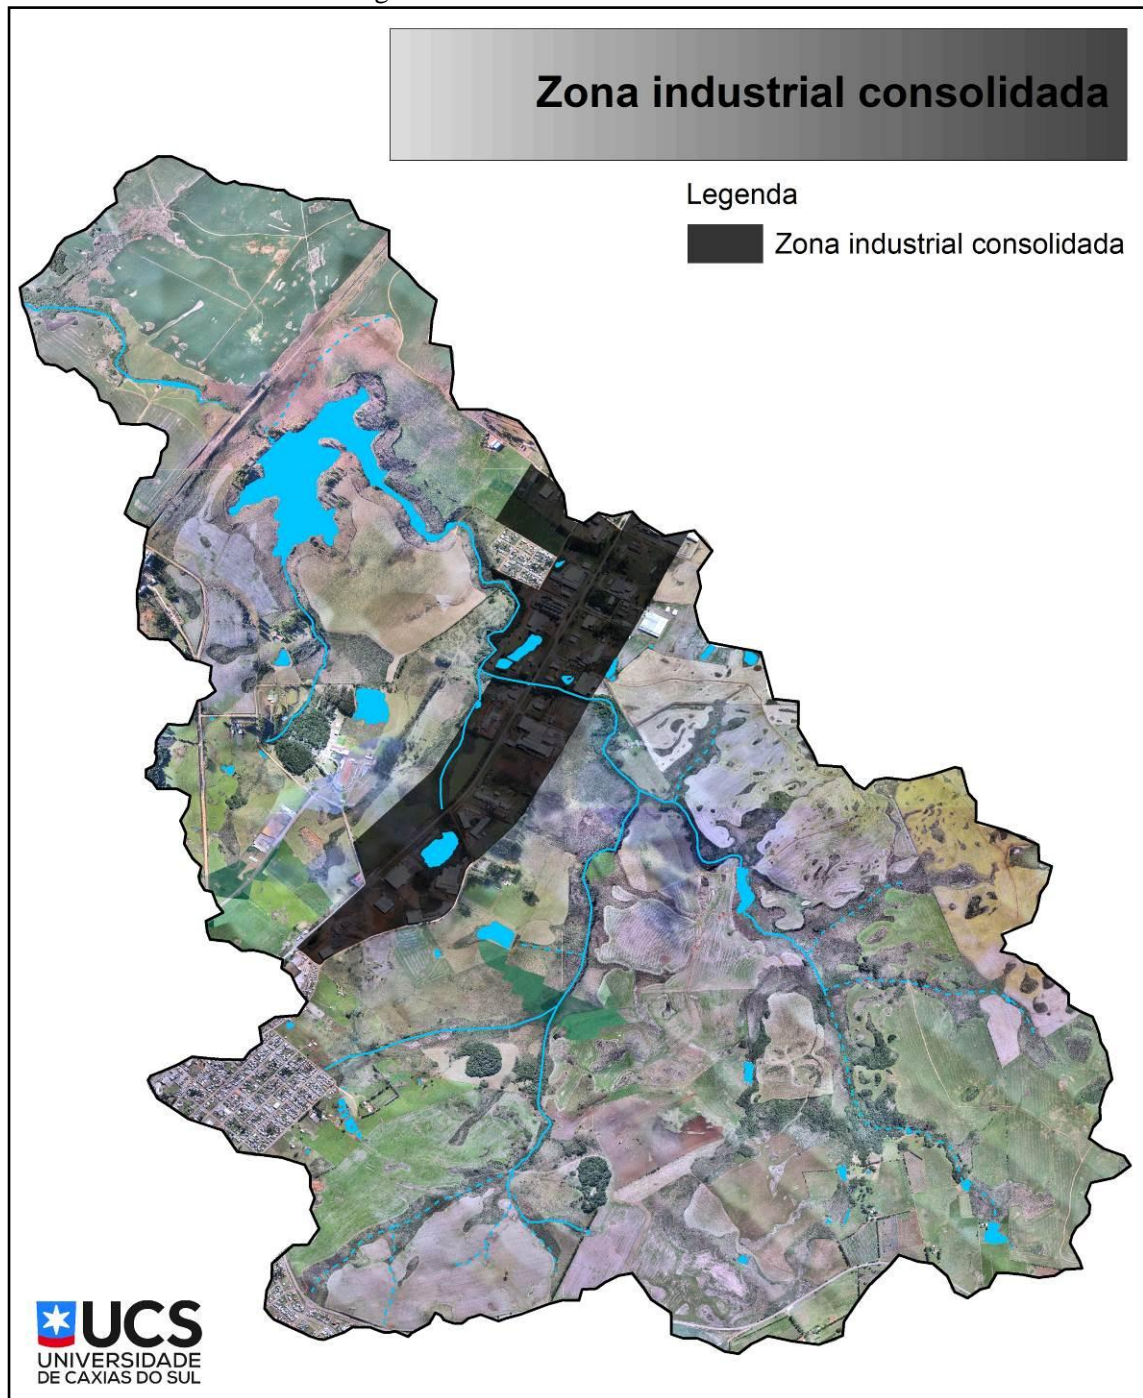 Zona industrial consolidada
Legenda
Zona industrial consolidada
UCS
UNIVERSIDADE
DE CAXIAS DO SUL